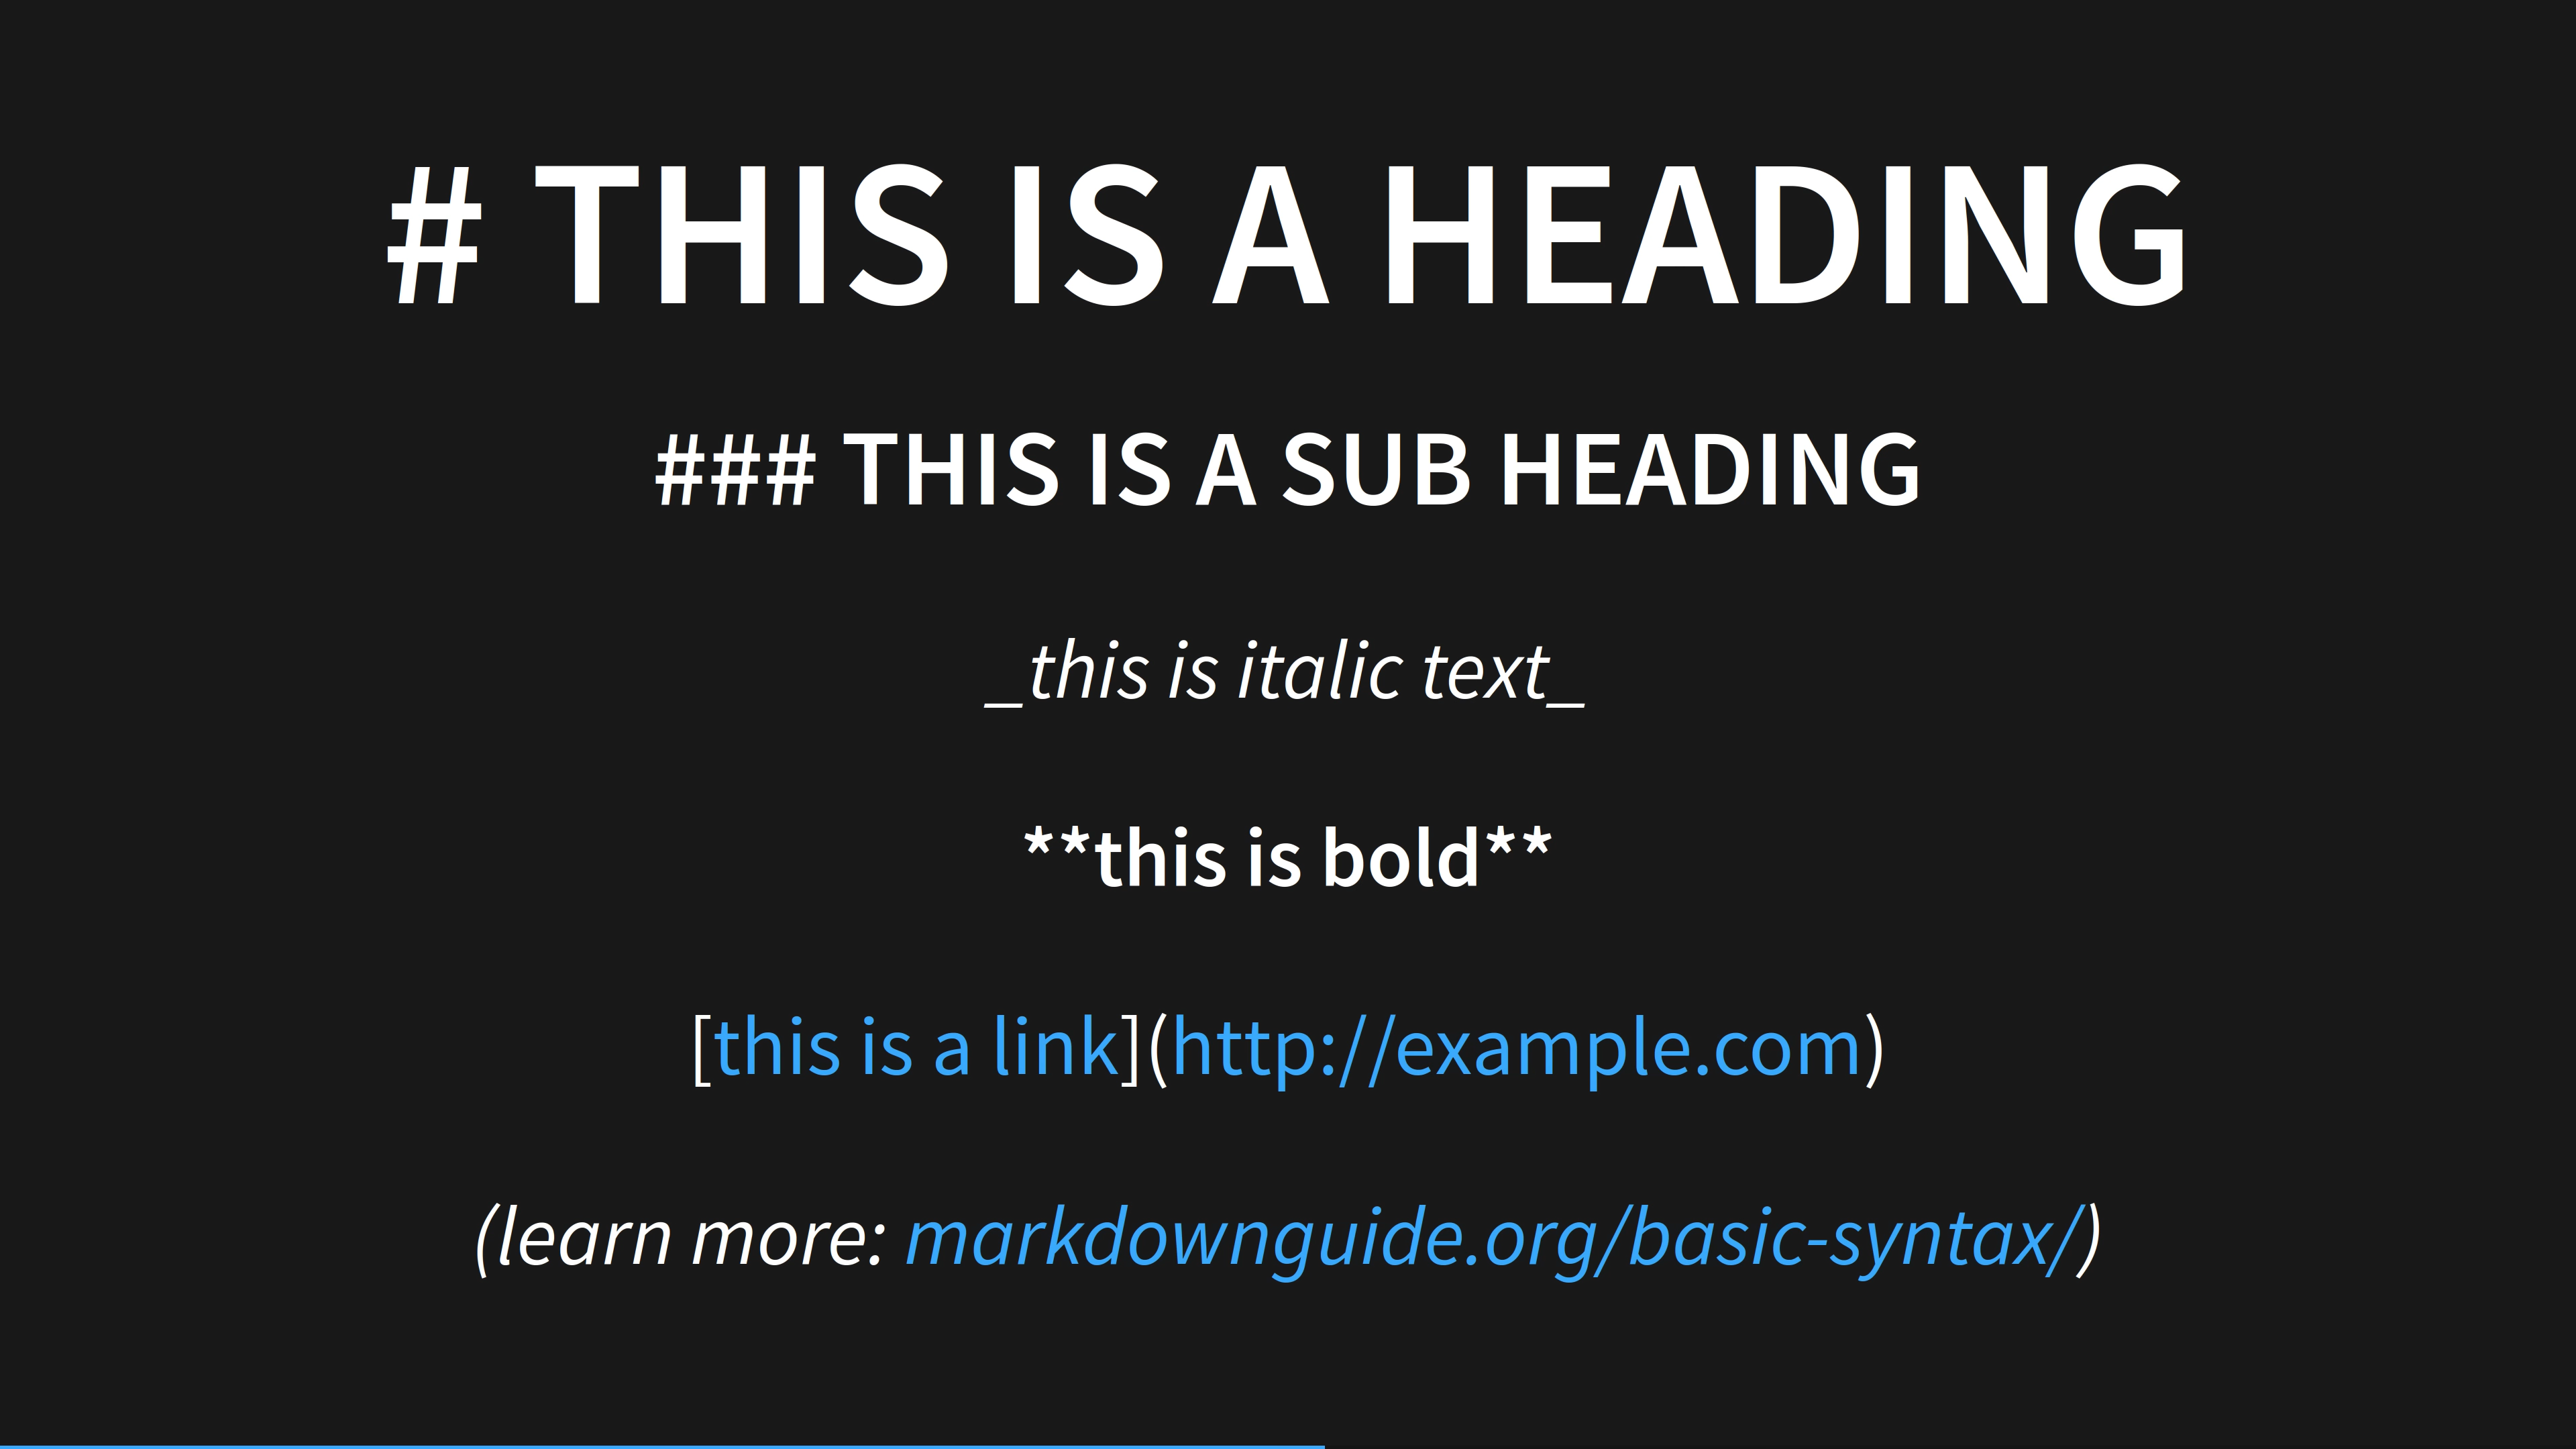 # THIS IS A HEADING
### THIS IS A SUB HEADING
_this is italic text_
**this is bold**
[this is a link](http://example.com)
(learn more: markdownguide.org/basic-syntax/)